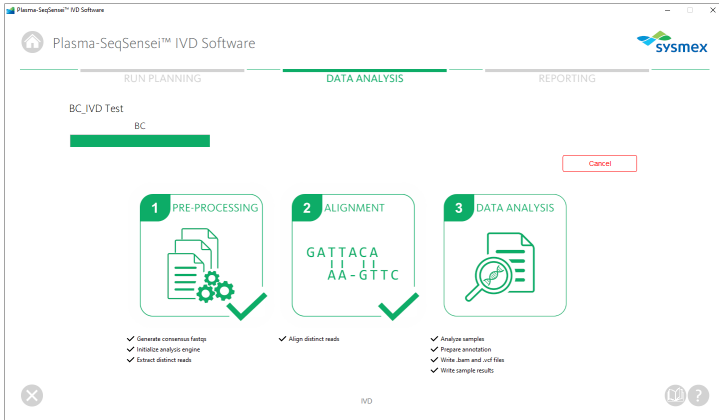 Plasma-SeqSensei™ IVD Software
Plasma-SeqSensei™ IVD Software
sysmex
RUN PLANNING
DATA ANALYSIS
REPORTING
BC_IVD Test
BC
Cancel
1 PRE-PROCESSING
2 ALIGNMENT
3 DATA ANALYSIS
GATTACA
AA-GTTC
Generate consensus fastqs
Initialize analysis engine
Extract distinct reads
Align distinct reads
Analyze samples
Prepare annotation
Write .bam and .vcf files
Write sample results
IVD
?